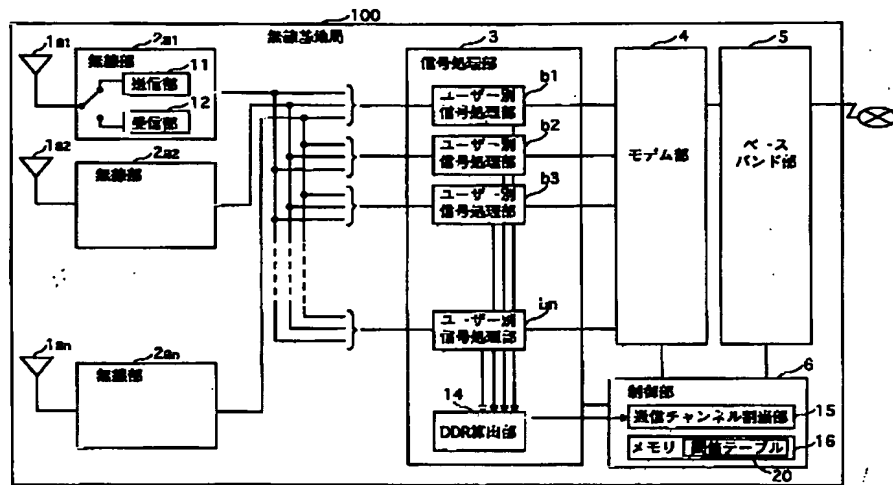 100
無線基地局
1a1
2a1
無線部
11
送信部
12
受信部
1a2
2a2
無線部
1an
2an
無線部
3
信号処理部
b1
ユーザー別
信号処理部
b2
ユーザー別
信号処理部
b3
ユーザー別
信号処理部
ユーザー別
信号処理部
14
DDR算出部
4
モデム部
5
ベースバンド部
6
制御部
通信チャンネル割当部
15
メモリ
閾値テーブル
16
20